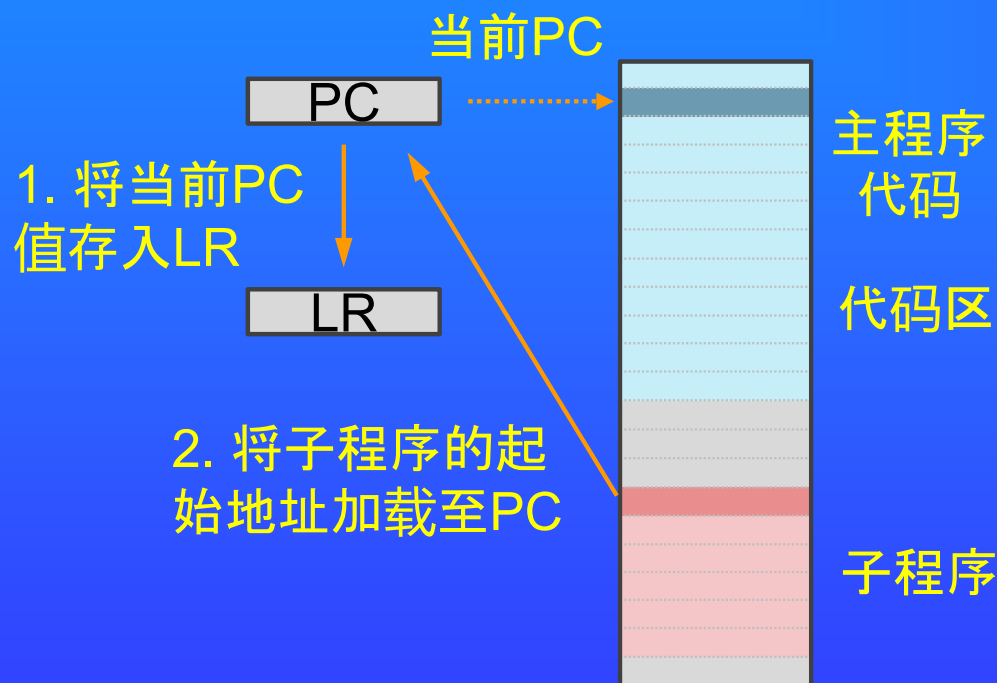 当前PC
PC
主程序
代码
1. 将当前PC
值存入LR
代码区
LR
2. 将子程序的起
始地址加载至PC
子程序